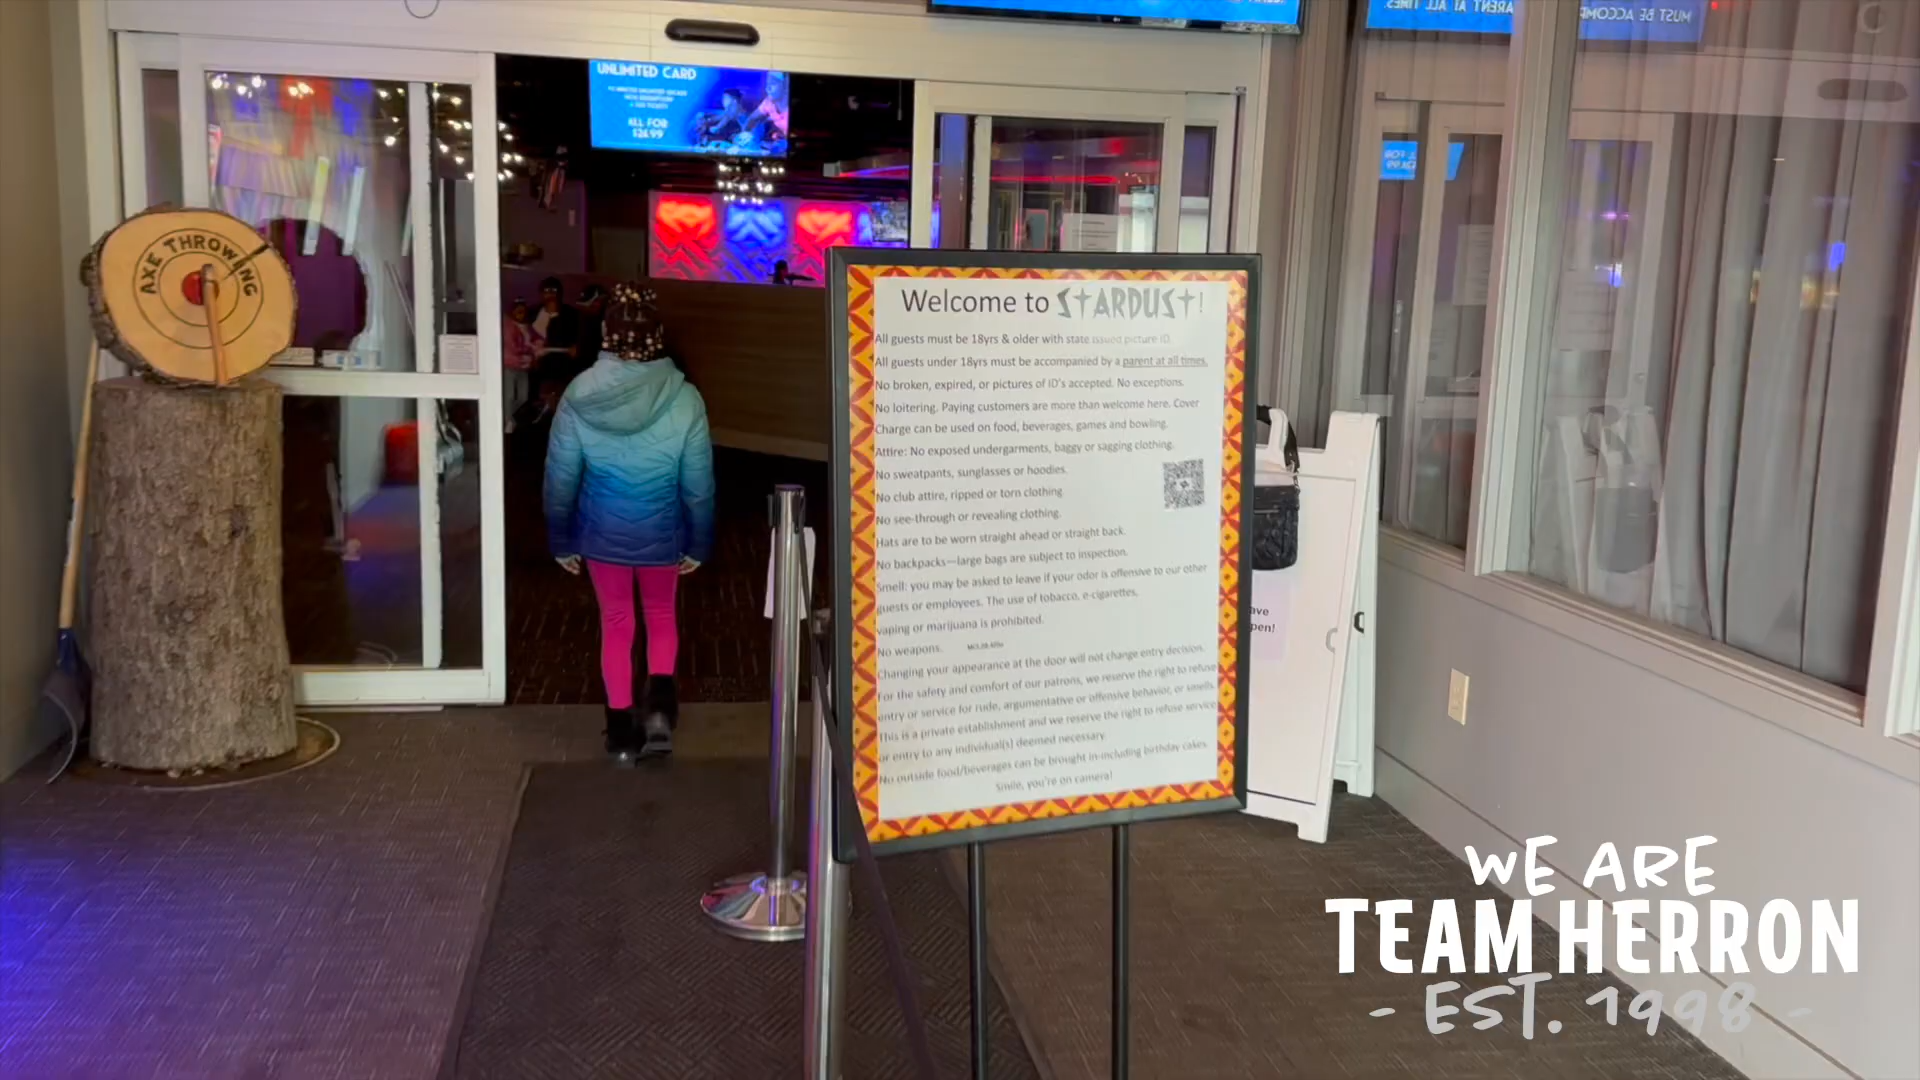 UNLIMITED CARD
ALL FOR
$24.99
PARENT AT ALL TIMES.
MUST BE ACCOMP
AXE THROWING
Welcome to STARDUST!
All guests must be 18yrs & older with state issued picture ID.
All guests under 18yrs must be accompanied by a parent at all times.
No broken, expired, or pictures of ID's accepted. No exceptions.
No loitering. Paying customers are more than welcome here. Cover
Charge can be used on food, beverages, games and bowling.
Attire: No exposed undergarments, baggy or sagging clothing.
No sweatpants, sunglasses or hoodies.
No club attire, ripped or torn clothing
No see-through or revealing clothing.
Hats are to be worn straight ahead or straight back.
No backpacks—large bags are subject to inspection.
Smell: you may be asked to leave if your odor is offensive to our other
guests or employees. The use of tobacco, e-cigarettes,
vaping or marijuana is prohibited.
No weapons.
Changing your appearance at the door will not change entry decision.
For the safety and comfort of our patrons, we reserve the right to refuse
entry or service for rude, argumentative or offensive behavior, or smells.
This is a private establishment and we reserve the right to refuse service
or entry to any individual(s) deemed necessary.
No outside food/beverages can be brought in-including birthday cakes.
Smile, you're on camera!
ave
pen!
WE ARE
TEAM HERRON
- EST. 1998 -